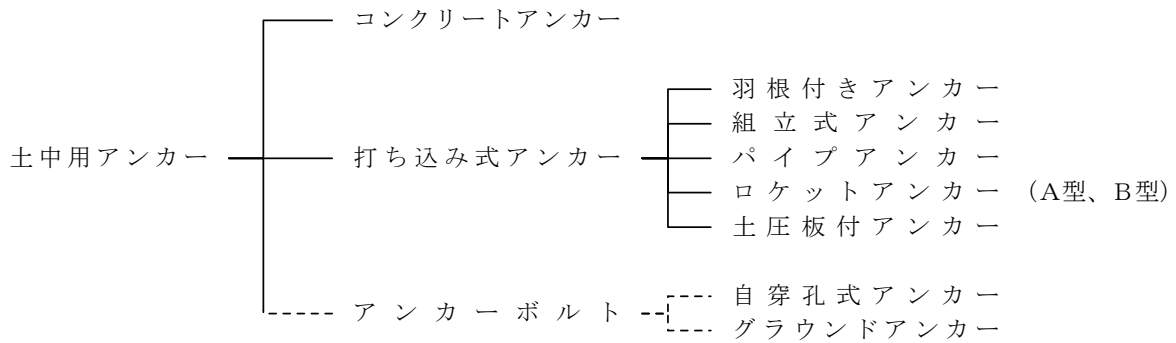 コンクリートアンカー
羽根付きアンカー
組立式アンカー
土中用アンカー 打ち込み式アンカー パイプアンカー
ロケットアンカー (A型、B型)
土圧板付アンカー
自穿孔式アンカー
アンカーボルト
グラウンドアンカー